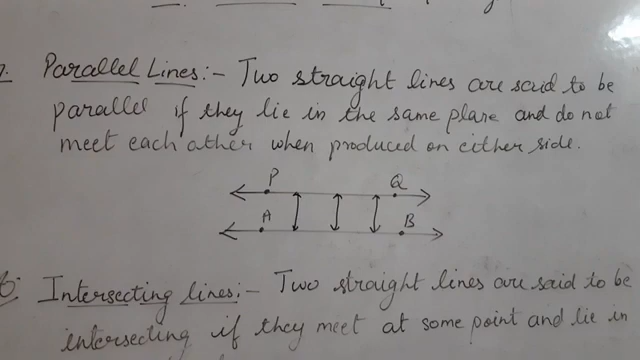 Parallel Lines:- Two straight lines are said to be
parallel if they lie in the same plane and do not
meet each other when produced on either side.
P Q
A B
Intersecting lines:- Two straight lines are said to be
intersecting if they meet at some point and lie in